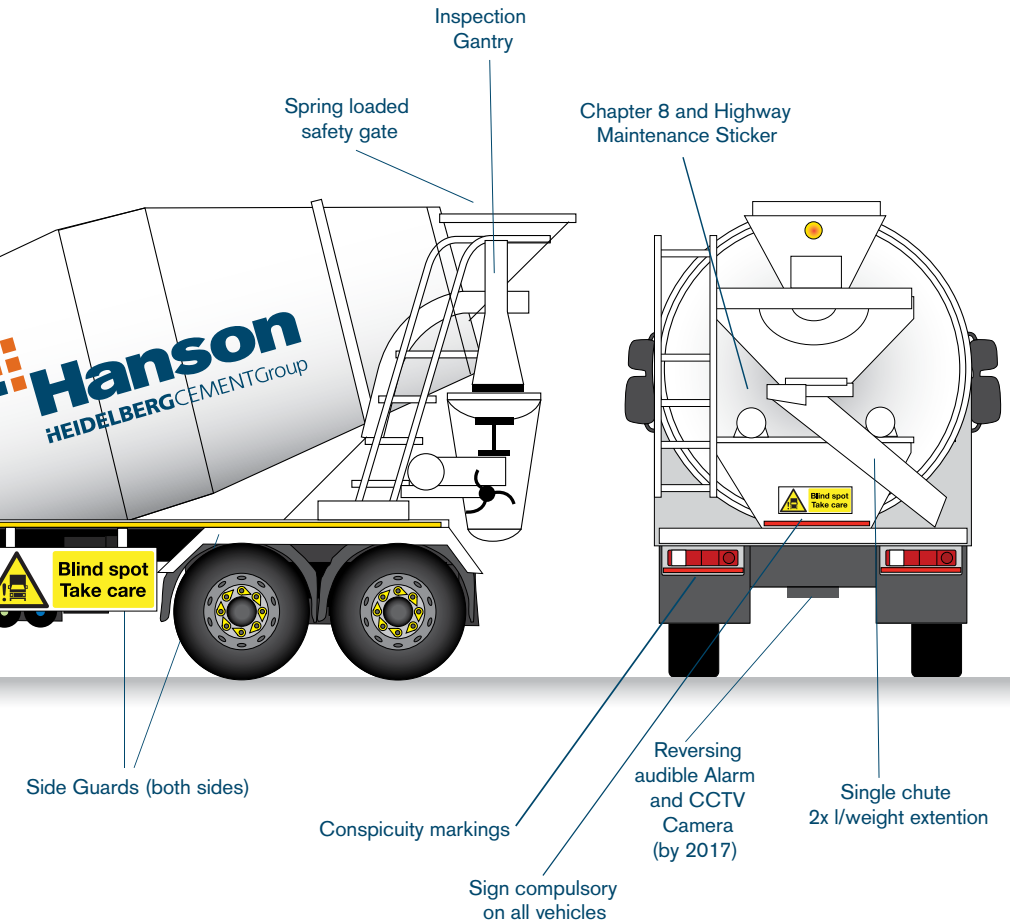 Inspection
Gantry
Spring loaded
safety gate
Chapter 8 and Highway
Maintenance Sticker
Hanson
HEIDELBERGCEMENTGroup
Blind spot
Take care
Blind spot
Take care
Side Guards (both sides)
Conspicuity markings
Reversing
audible Alarm
and CCTV
Camera
(by 2017)
Single chute
2x l/weight extention
Sign compulsory
on all vehicles